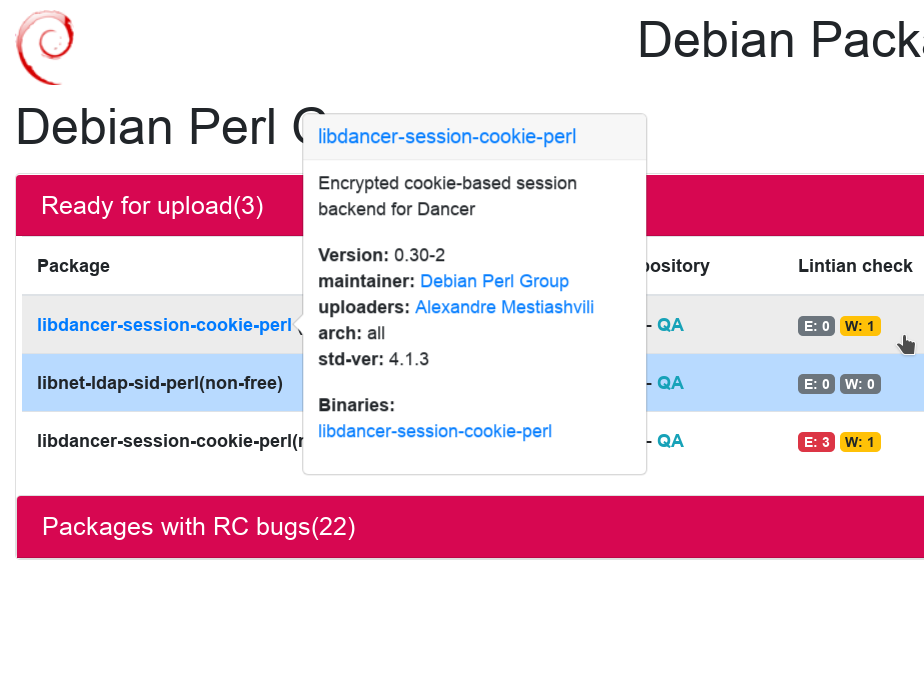 Debian Pack
Debian Perl G
libdancer-session-cookie-perl
Encrypted cookie-based session
backend for Dancer
Version: 0.30-2
maintainer: Debian Perl Group
uploaders: Alexandre Mestiashvili
arch: all
std-ver: 4.1.3
Binaries:
libdancer-session-cookie-perl
Ready for upload(3)
Package pository Lintian check
libdancer-session-cookie-perl - QA E: 0 W: 1
libnet-ldap-sid-perl(non-free) - QA E: 0 W: 0
libdancer-session-cookie-perl( - QA E: 3 W: 1
Packages with RC bugs(22)